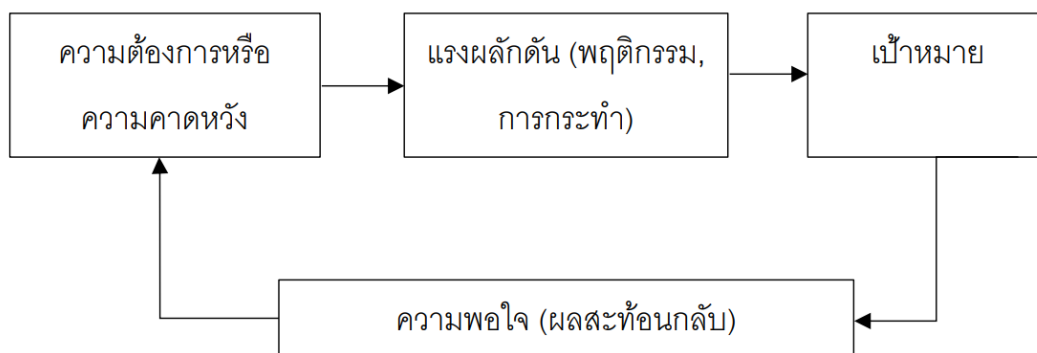 ความต้องการหรือ
ความคาดหวัง
แรงผลักดัน (พฤติกรรม,
การกระทำ)
เป้าหมาย
ความพอใจ (ผลสะท้อนกลับ)